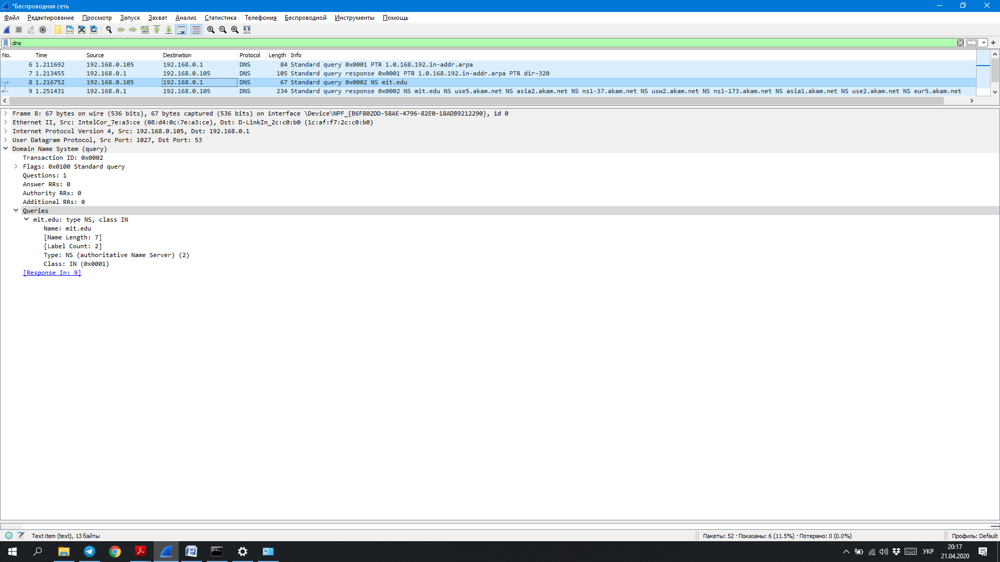 *Беспроводная сеть
Файл Редактирование Просмотр Запуск Захват Анализ Статистика Телефония Беспроводной Инструменты Помощь
dns
No. Time Source Destination Protocol Length Info
6 1.211692 192.168.0.105 192.168.0.1 DNS 84 Standard query 0x0001 PTR 1.0.168.192.in-addr.arpa
7 1.213455 192.168.0.1 192.168.0.105 DNS 105 Standard query response 0x0001 PTR 1.0.168.192.in-addr.arpa PTR dir-320
8 1.216752 192.168.0.105 192.168.0.1 DNS 67 Standard query 0x0002 NS mit.edu
9 1.251431 192.168.0.1 192.168.0.105 DNS 234 Standard query response 0x0002 NS mit.edu NS use5.akam.net NS asia2.akam.net NS ns1-37.akam.net NS usw2.akam.net NS ns1-173.akam.net NS asia1.akam.net NS use2.akam.net NS eur5.akam.net
Frame 8: 67 bytes on wire (536 bits), 67 bytes captured (536 bits) on interface \Device\NPF_{B6F802DD-58AE-4796-82E0-18ADB9212290}, id 0
Ethernet II, Src: IntelCor_7e:a3:ce (08:d4:0c:7e:a3:ce), Dst: D-LinkIn_2c:c0:b0 (1c:af:f7:2c:c0:b0)
Internet Protocol Version 4, Src: 192.168.0.105, Dst: 192.168.0.1
User Datagram Protocol, Src Port: 1027, Dst Port: 53
Domain Name System (query)
Transaction ID: 0x0002
Flags: 0x0100 Standard query
Questions: 1
Answer RRs: 0
Authority RRs: 0
Additional RRs: 0
Queries
mit.edu: type NS, class IN
Name: mit.edu
[Name Length: 7]
[Label Count: 2]
Type: NS (authoritative Name Server) (2)
Class: IN (0x0001)
[Response In: 9]
Text item (text), 13 байты Пакеты: 52 · Показаны: 6 (11.5%) · Потеряно: 0 (0.0%) Профиль: Default
УКР 20:17
21.04.2020